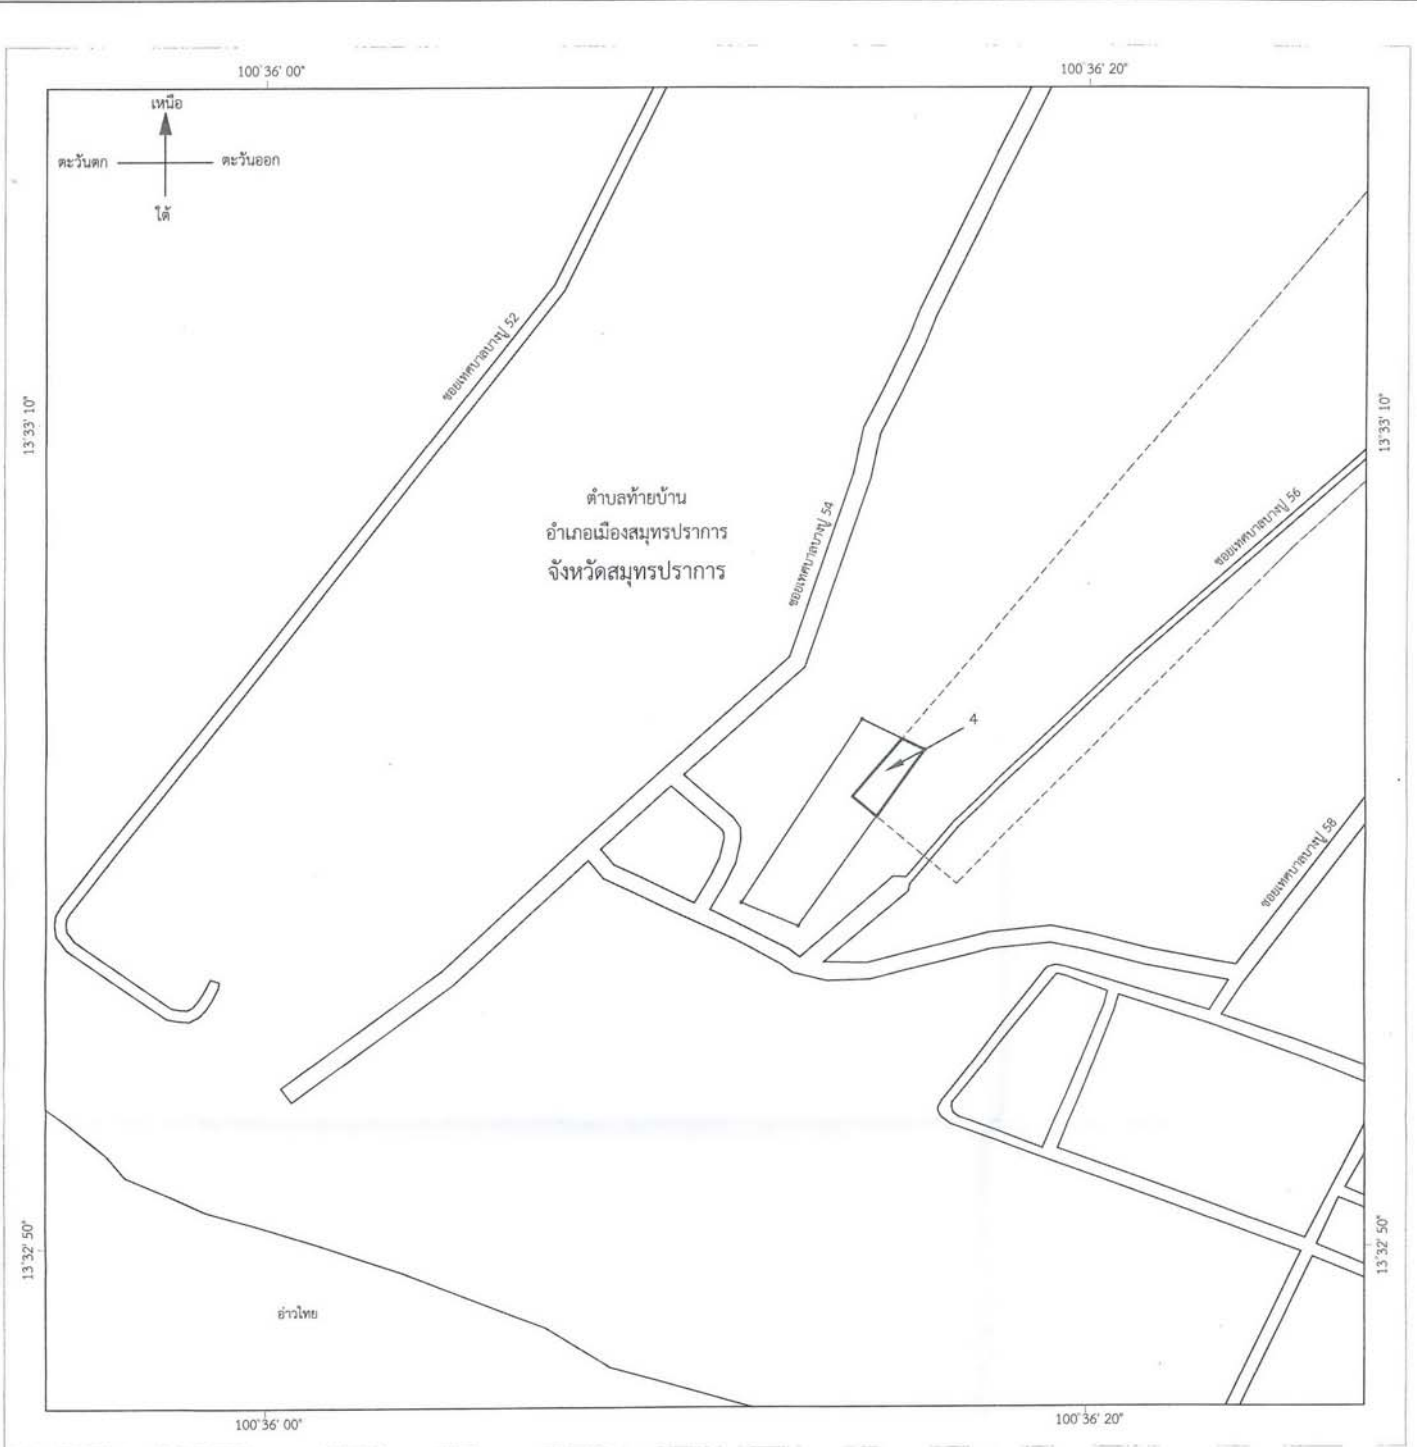 100°36' 00"
100°36' 20"
เหนือ
ตะวันตก
ตะวันออก
ใต้
ซอยเทศบาลบางปู 52
13°33' 10"
13°33' 10"
ตำบลท้ายบ้าน
อำเภอเมืองสมุทรปราการ
จังหวัดสมุทรปราการ
ซอยเทศบาลบางปู 54
ซอยเทศบาลบางปู 56
4
ซอยเทศบาลบางปู 58
13°32' 50"
13°32' 50"
อ่าวไทย
100°36' 00"
100°36' 20"